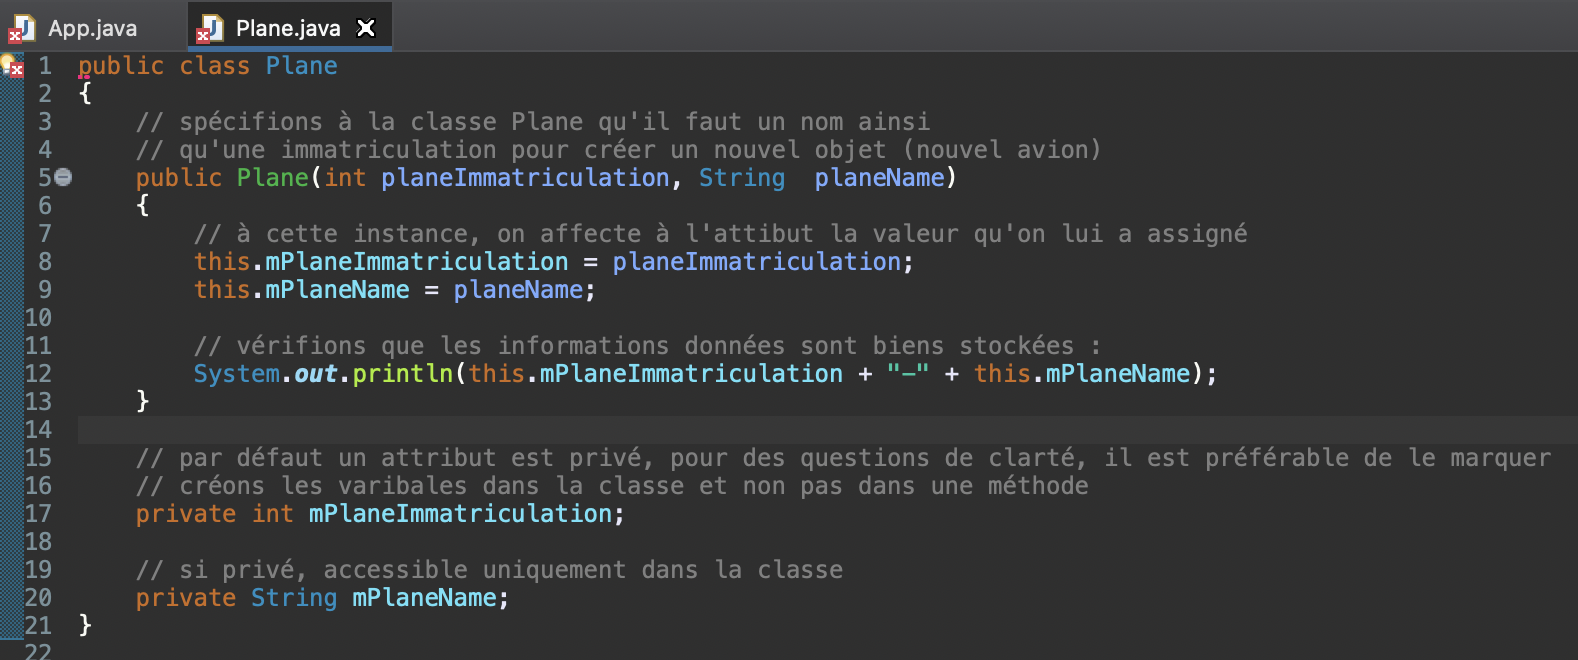 App.java Plane.java
1 public class Plane
2 {
3 // spécifions à la classe Plane qu'il faut un nom ainsi
4 // qu'une immatriculation pour créer un nouvel objet (nouvel avion)
5 public Plane(int planeImmatriculation, String  planeName)
6 {
7 // à cette instance, on affecte à l'attibut la valeur qu'on lui a assigné
8 this.mPlaneImmatriculation = planeImmatriculation;
9 this.mPlaneName = planeName;
10
11 // vérifions que les informations données sont biens stockées :
12 System.out.println(this.mPlaneImmatriculation + "-" + this.mPlaneName);
13 }
14
15 // par défaut un attribut est privé, pour des questions de clarté, il est préférable de le marquer
16 // créons les varibales dans la classe et non pas dans une méthode
17 private int mPlaneImmatriculation;
18
19 // si privé, accessible uniquement dans la classe
20 private String mPlaneName;
21 }
22